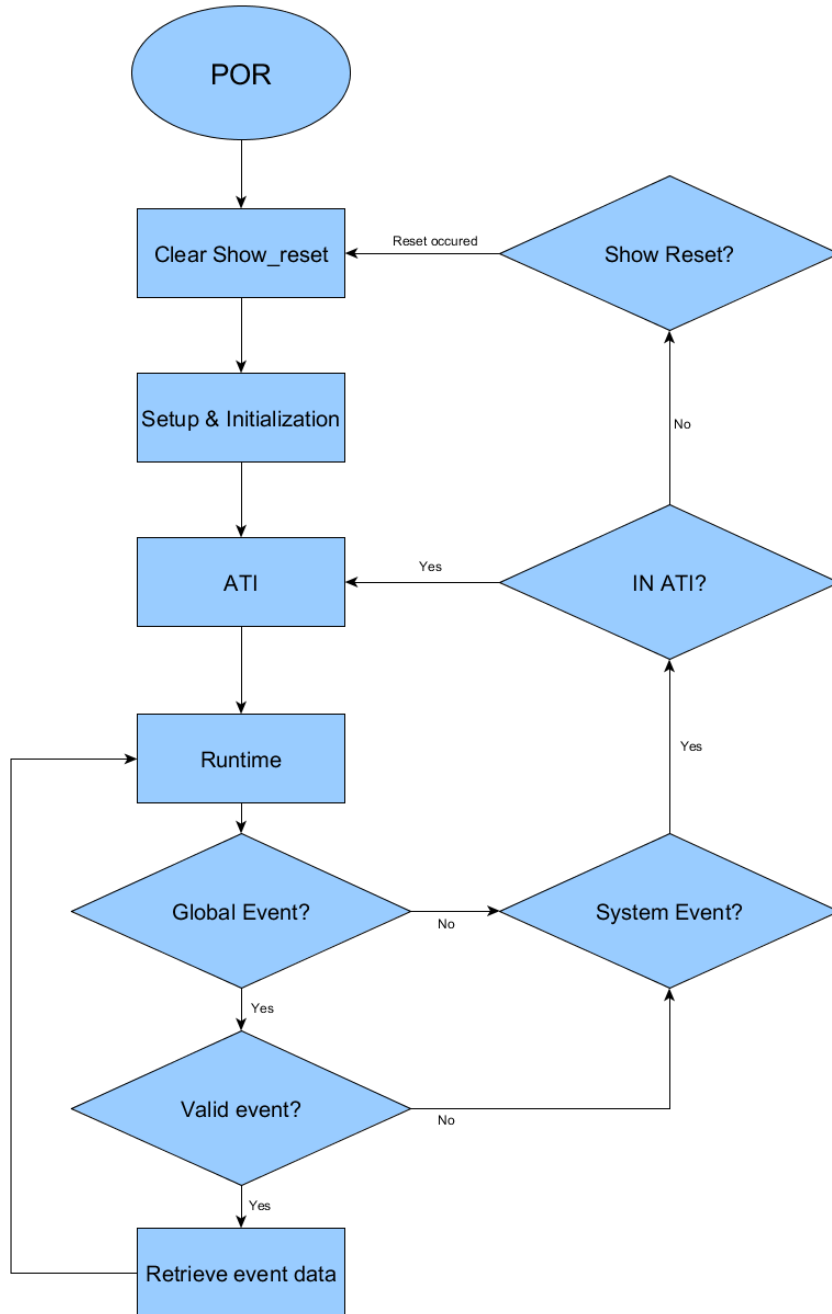 POR
Clear Show_reset
Reset occured
Show Reset?
Setup & Initialization
No
ATI
Yes
IN ATI?
Yes
Runtime
Global Event?
No
System Event?
Yes
Valid event?
No
Yes
Retrieve event data